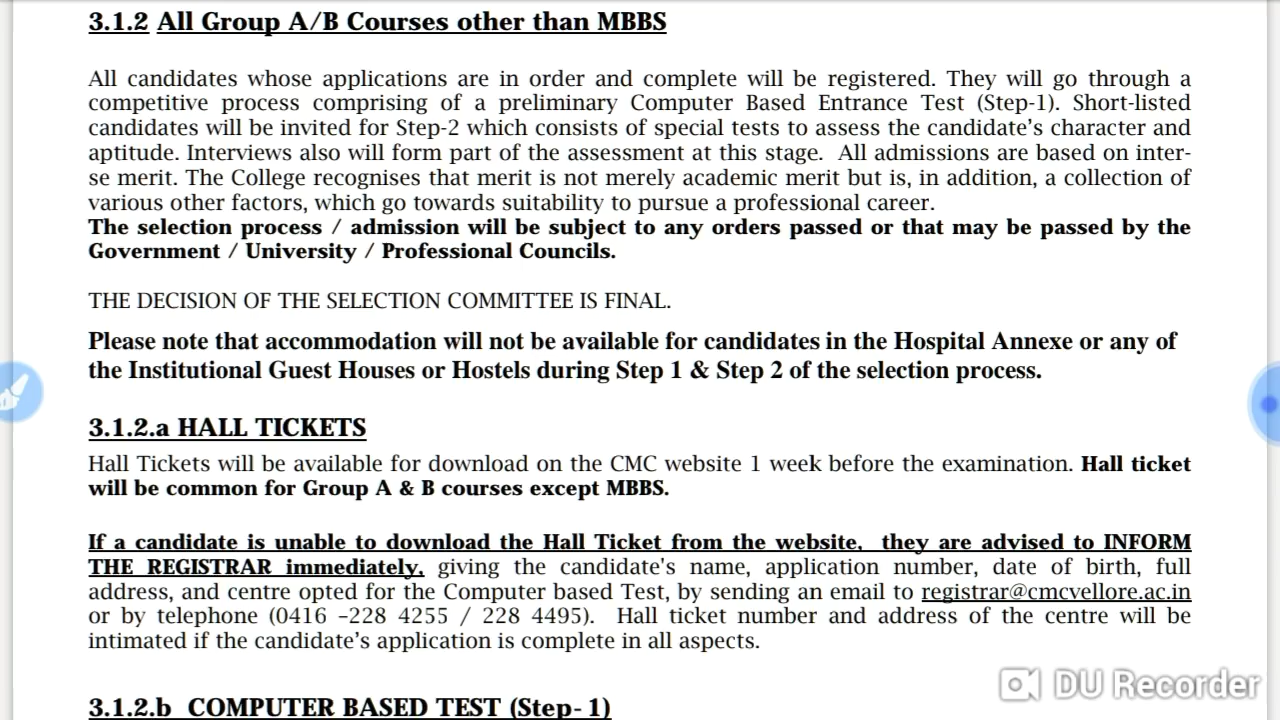 3.1.2 All Group A/B Courses other than MBBS
All candidates whose applications are in order and complete will be registered. They will go through a
competitive process comprising of a preliminary Computer Based Entrance Test (Step-1). Short-listed
candidates will be invited for Step-2 which consists of special tests to assess the candidate's character and
aptitude. Interviews also will form part of the assessment at this stage. All admissions are based on inter-
se merit. The College recognises that merit is not merely academic merit but is, in addition, a collection of
various other factors, which go towards suitability to pursue a professional career.
The selection process / admission will be subject to any orders passed or that may be passed by the
Government / University / Professional Councils.
THE DECISION OF THE SELECTION COMMITTEE IS FINAL.
Please note that accommodation will not be available for candidates in the Hospital Annexe or any of
the Institutional Guest Houses or Hostels during Step 1 & Step 2 of the selection process.
3.1.2.a HALL TICKETS
Hall Tickets will be available for download on the CMC website 1 week before the examination. Hall ticket
will be common for Group A & B courses except MBBS.
If a candidate is unable to download the Hall Ticket from the website, they are advised to INFORM
THE REGISTRAR immediately, giving the candidate's name, application number, date of birth, full
address, and centre opted for the Computer based Test, by sending an email to registrar@cmcvellore.ac.in
or by telephone (0416 –228 4255 / 228 4495). Hall ticket number and address of the centre will be
intimated if the candidate's application is complete in all aspects.
3.1.2.b COMPUTER BASED TEST (Step- 1)
DU Recorder